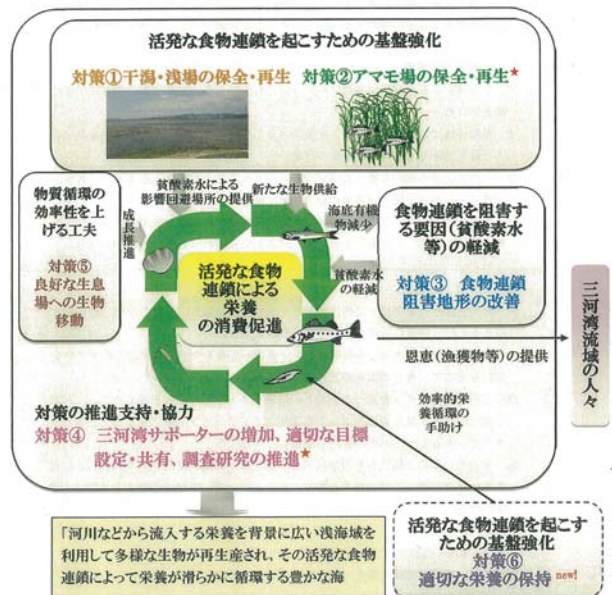 活発な食物連鎖を起こすための基盤強化
対策①干潟・浅場の保全・再生
対策②アマモ場の保全・再生★
物質循環の
効率性を上
げる工夫
対策⑤
良好な生息
場への生物
移動
成長推進
貧酸素水による
影響回避場所の提供
新たな生物供給
海底有機
物減少
貧酸素水
の軽減
活発な食物
連鎖による
栄養
の消費促進
食物連鎖を阻害す
る要因(貧酸素水
等)の軽減
対策③ 食物連鎖
阻害地形の改善
恩恵(漁獲物等)の提供
三河湾流域の人々
効率的栄
養循環の
手助け
対策の推進支持・協力
対策④ 三河湾サポーターの増加、適切な目標
設定・共有、調査研究の推進★
「河川などから流入する栄養を背景に広い浅海域を
利用して多様な生物が再生産され、その活発な食物
連鎖によって栄養が滑らかに循環する豊かな海
活発な食物連鎖を起こす
ための基盤強化
対策⑥
適切な栄養の保持 new!